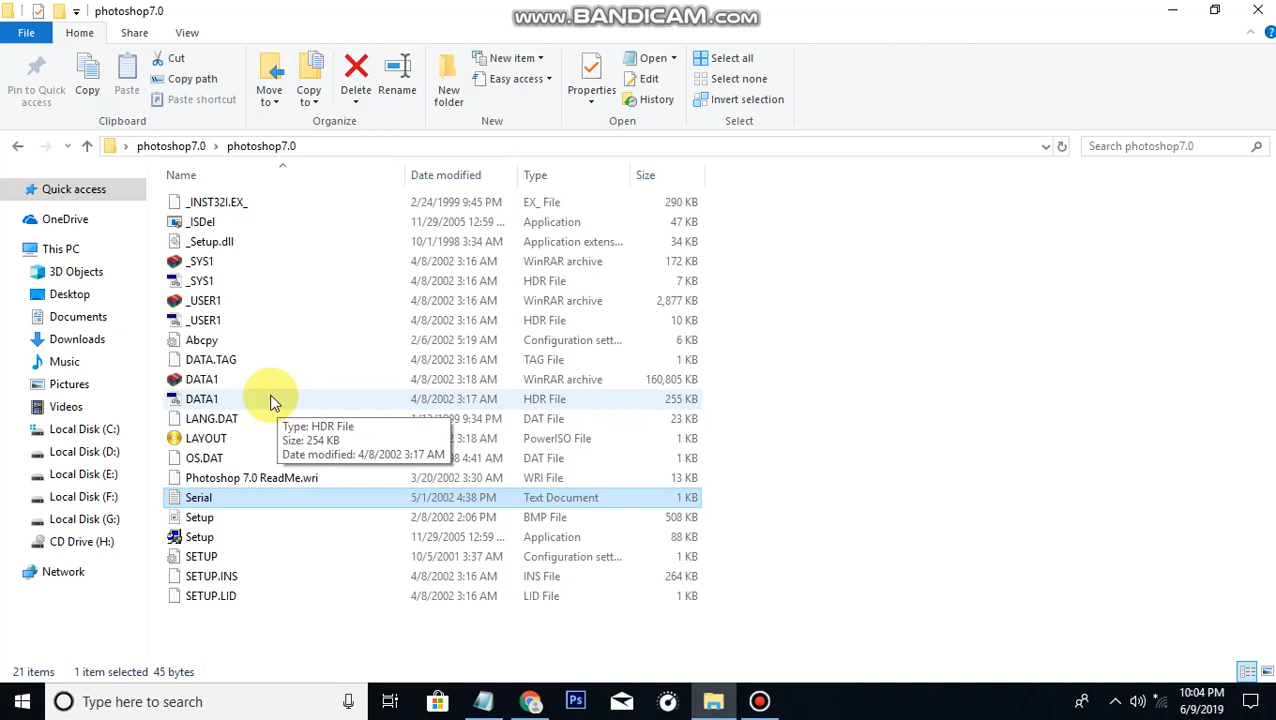 photoshop7.0
www.BANDICAM.com
File Home Share View
Pin to Quick access
Copy
Paste
Cut
Copy path
Paste shortcut
Move to
Copy to
Delete
Rename
New folder
New item
Easy access
Properties
Open
Edit
History
Select all
Select none
Invert selection
Clipboard Organize New Open Select
photoshop7.0 › photoshop7.0
Search photoshop7.0
Name Date modified Type Size
Quick access
OneDrive
This PC
3D Objects
Desktop
Documents
Downloads
Music
Pictures
Videos
Local Disk (C:)
Local Disk (D:)
Local Disk (E:)
Local Disk (F:)
Local Disk (G:)
CD Drive (H:)
Network
_INST32I.EX_ 2/24/1999 9:45 PM EX_ File 290 KB
_ISDel 11/29/2005 12:59 ... Application 47 KB
_Setup.dll 10/1/1998 3:34 AM Application extens... 34 KB
_SYS1 4/8/2002 3:16 AM WinRAR archive 172 KB
_SYS1 4/8/2002 3:16 AM HDR File 7 KB
_USER1 4/8/2002 3:16 AM WinRAR archive 2,877 KB
_USER1 4/8/2002 3:16 AM HDR File 10 KB
Abcpy 2/6/2002 5:19 AM Configuration sett... 1 KB
DATA.TAG 4/8/2002 3:16 AM TAG File 1 KB
DATA1 4/8/2002 3:18 AM WinRAR archive 160,805 KB
DATA1 4/8/2002 3:17 AM HDR File 255 KB
LANG.DAT 9:34 PM DAT File 23 KB
LAYOUT 3:18 AM PowerISO File 2 KB
OS.DAT 4:41 AM DAT File 1 KB
Photoshop 7.0 ReadMe.wri 3/20/2002 3:30 AM WRI File 13 KB
Serial 5/1/2002 4:38 PM Text Document 1 KB
Setup 2/8/2002 2:06 PM BMP File 508 KB
Setup 11/29/2005 12:59 ... Application 88 KB
SETUP 10/5/2001 3:37 AM Configuration sett... 1 KB
SETUP.INS 4/8/2002 3:16 AM INS File 264 KB
SETUP.LID 4/8/2002 3:16 AM LID File 1 KB
Type: HDR File
Size: 254 KB
Date modified: 4/8/2002 3:17 AM
21 items 1 item selected 45 bytes
Type here to search
Ps
10:04 PM
6/9/2019